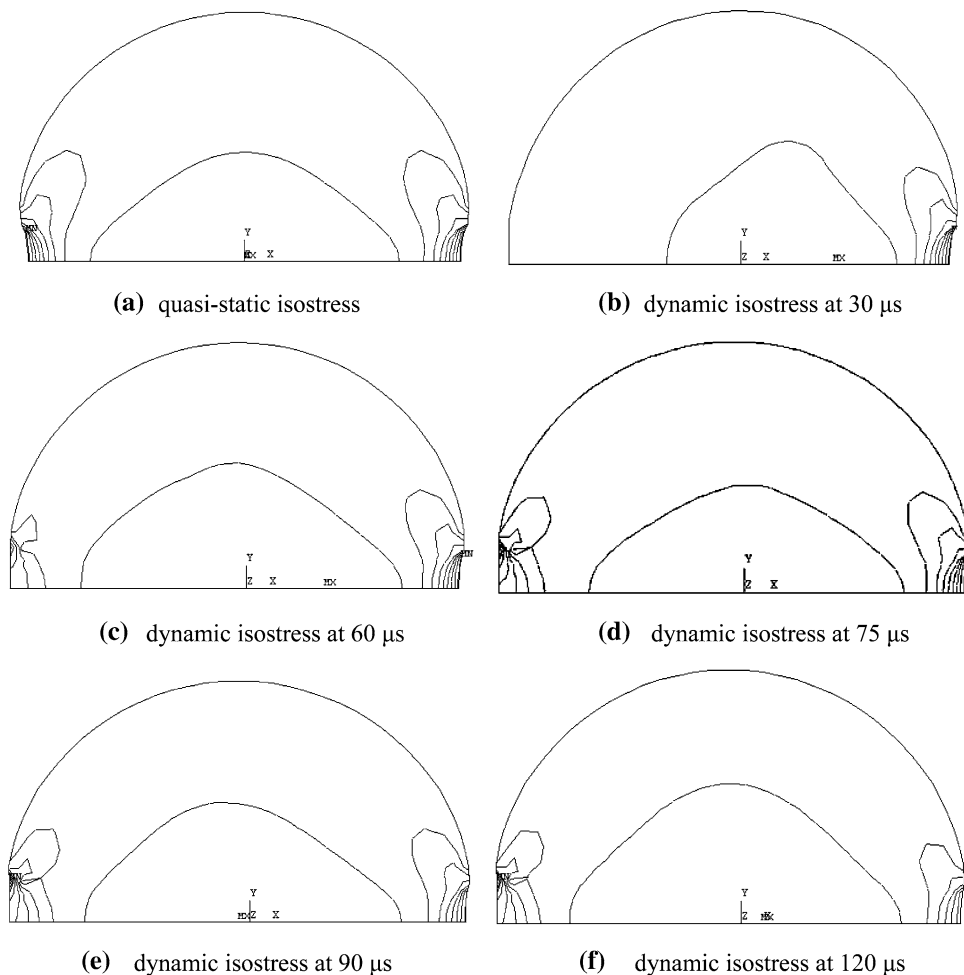 MN
Y
X
(a) quasi-static isostress
Y
Z X MX
(b) dynamic isostress at 30 μs
MN
Y
Z X MX
(c) dynamic isostress at 60 μs
Y
Z X
(d) dynamic isostress at 75 μs
Y
MX Z X
(e) dynamic isostress at 90 μs
Y
Z
(f) dynamic isostress at 120 μs